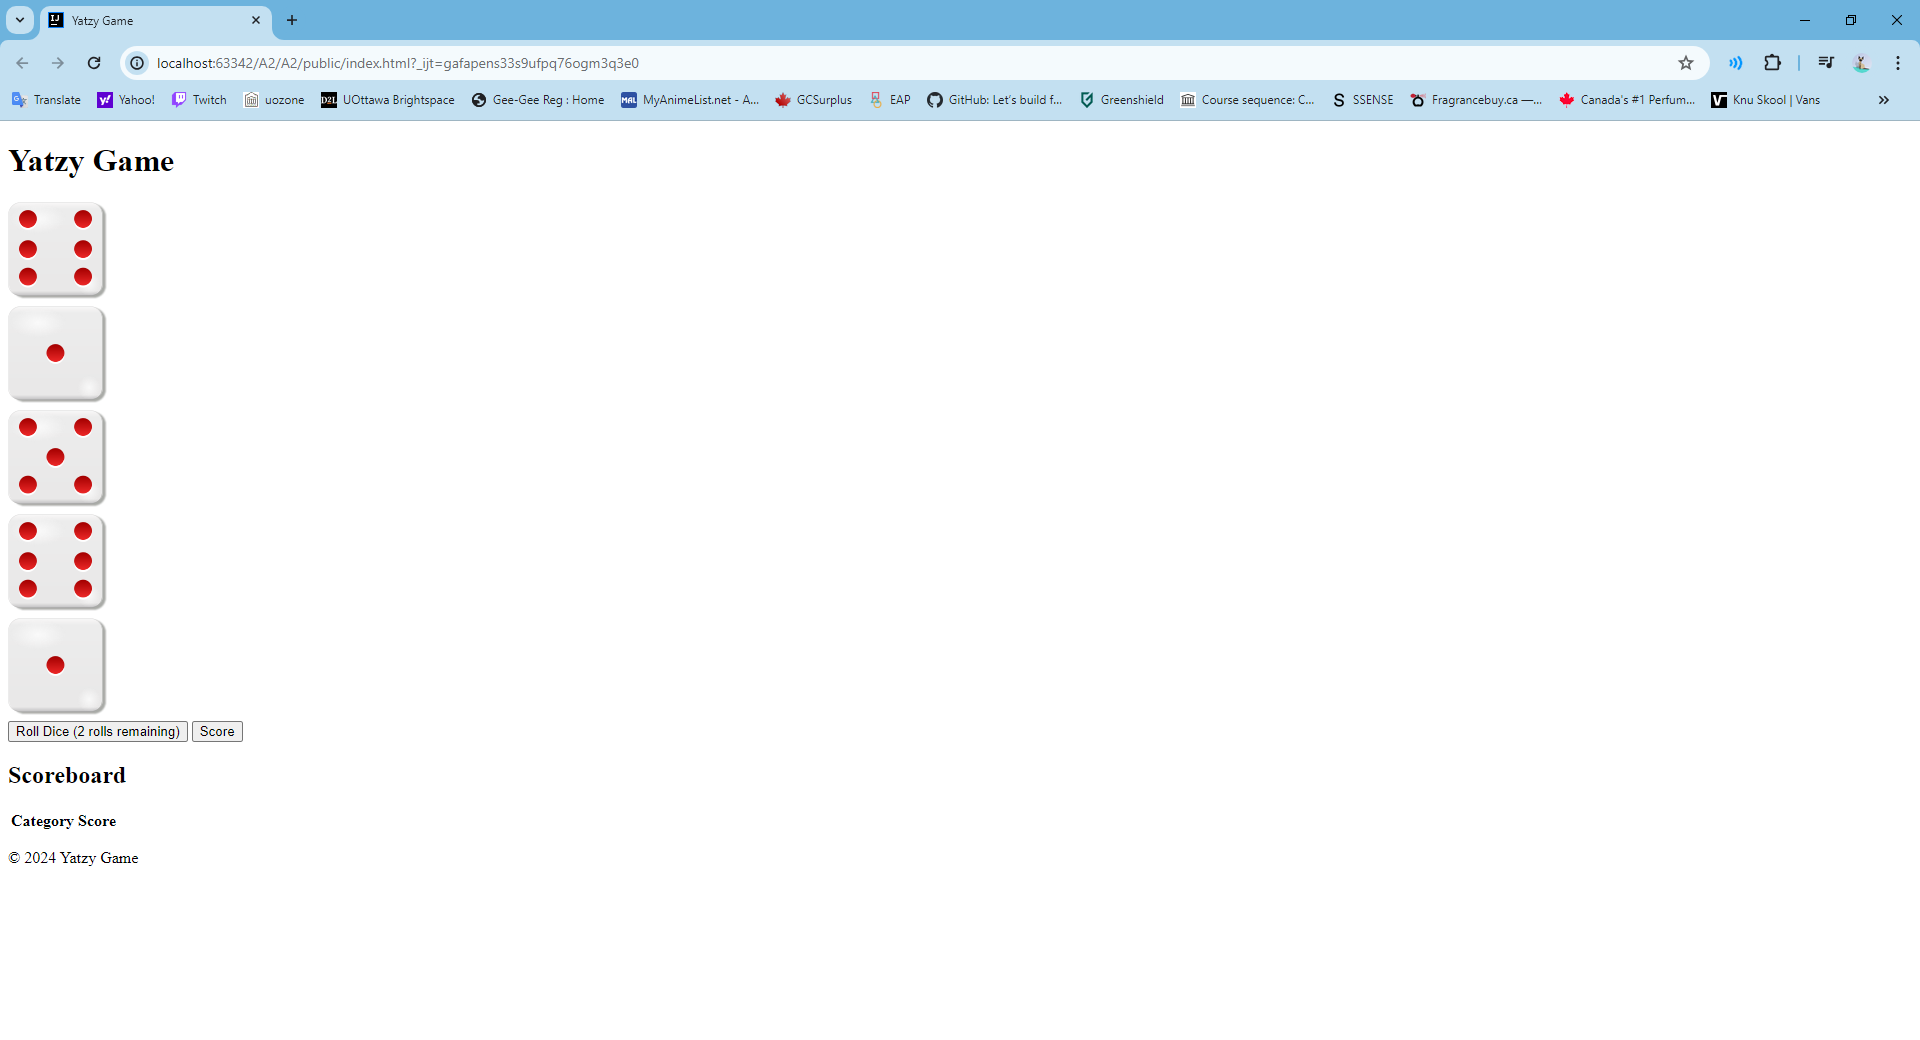 Yatzy Game
localhost:63342/A2/A2/public/index.html?_ijt=gafapens33s9ufpq76ogm3q3e0
Translate Yahoo! Twitch uozone D2L UOttawa Brightspace Gee-Gee Reg : Home MAL MyAnimeList.net - A... GCSurplus EAP GitHub: Let's build f... Greenshield Course sequence: C... S SSENSE Fragrancebuy.ca —... Canada's #1 Perfum... Knu Skool | Vans
Yatzy Game
Roll Dice (2 rolls remaining) Score
Scoreboard
Category Score
© 2024 Yatzy Game